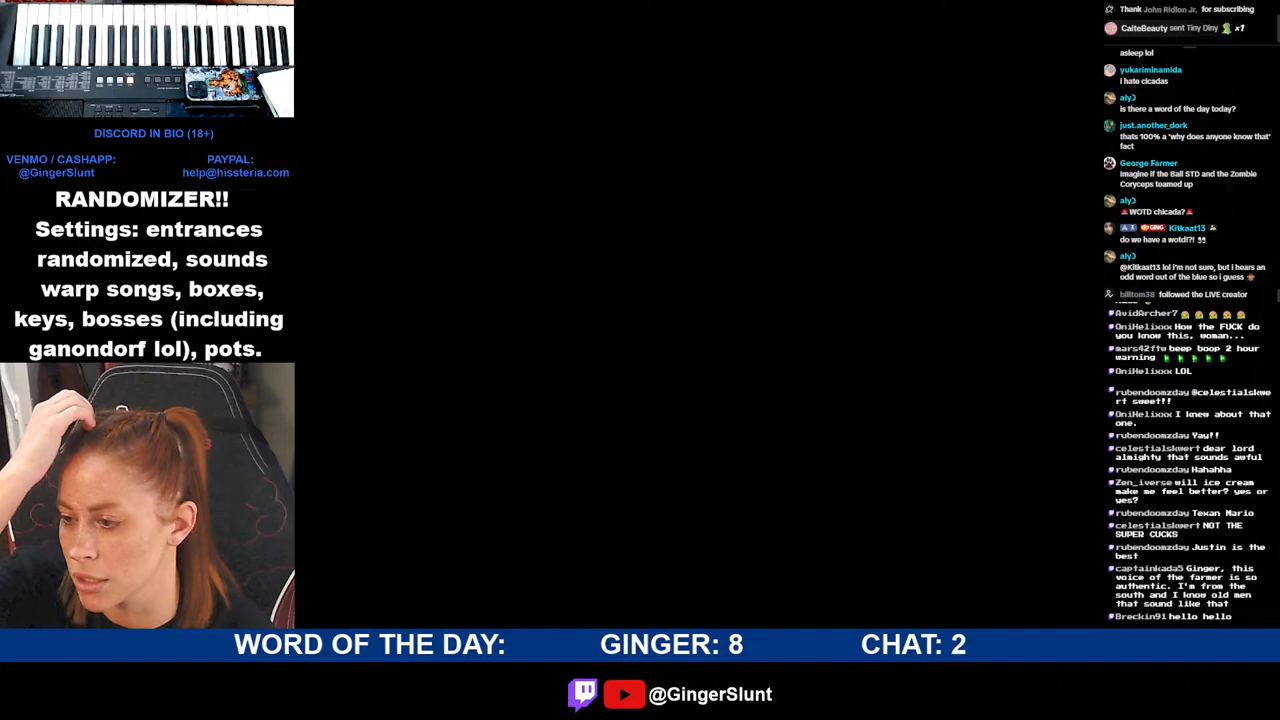 DISCORD IN BIO (18+)
VENMO / CASHAPP:
@GingerSlunt
PAYPAL:
help@hissteria.com
RANDOMIZER!!
Settings: entrances
randomized, sounds
warp songs, boxes,
keys, bosses (including
ganondorf lol), pots.
Thank John Ridlon Jr. for subscribing
CaiteBeauty sent Tiny Diny x1
asleep lol
yukariminamida
i hate cicadas
aly
is there a word of the day today?
just.another_dork
thats 100% a 'why does anyone know that'
fact
George Farmer
Imagine if the Ball STD and the Zombie
Coryceps teamed up
aly
WOTD chicada?
GING Kitkaat13
do we have a wotd!?!
aly
@Kitkaat13 lol i'm not sure, but i hears an
odd word out of the blue so i guess
billtom38 followed the LIVE creator
AvidArcher7
OniHelixxx How the FUCK do
you know this, woman...
mars42ftw beep boop 2 hour
warning
OniHelixxx LOL
rubendoomzday @celestialskwe
rt sweet!!
OniHelixxx I knew about that
one.
rubendoomzday Yay!!
celestialskwert dear lord
almighty that sounds awful
rubendoomzday Hahahha
Zen_iverse will ice cream
make me feel better? yes or
yes?
rubendoomzday Texan Mario
celestialskwert NOT THE
SUPER CUCKS
rubendoomzday Justin is the
best
captainkada5 Ginger, this
voice of the farmer is so
authentic. I'm from the
south and I know old men
that sound like that
Breckin91 hello hello
WORD OF THE DAY: GINGER: 8 CHAT: 2
@GingerSlunt